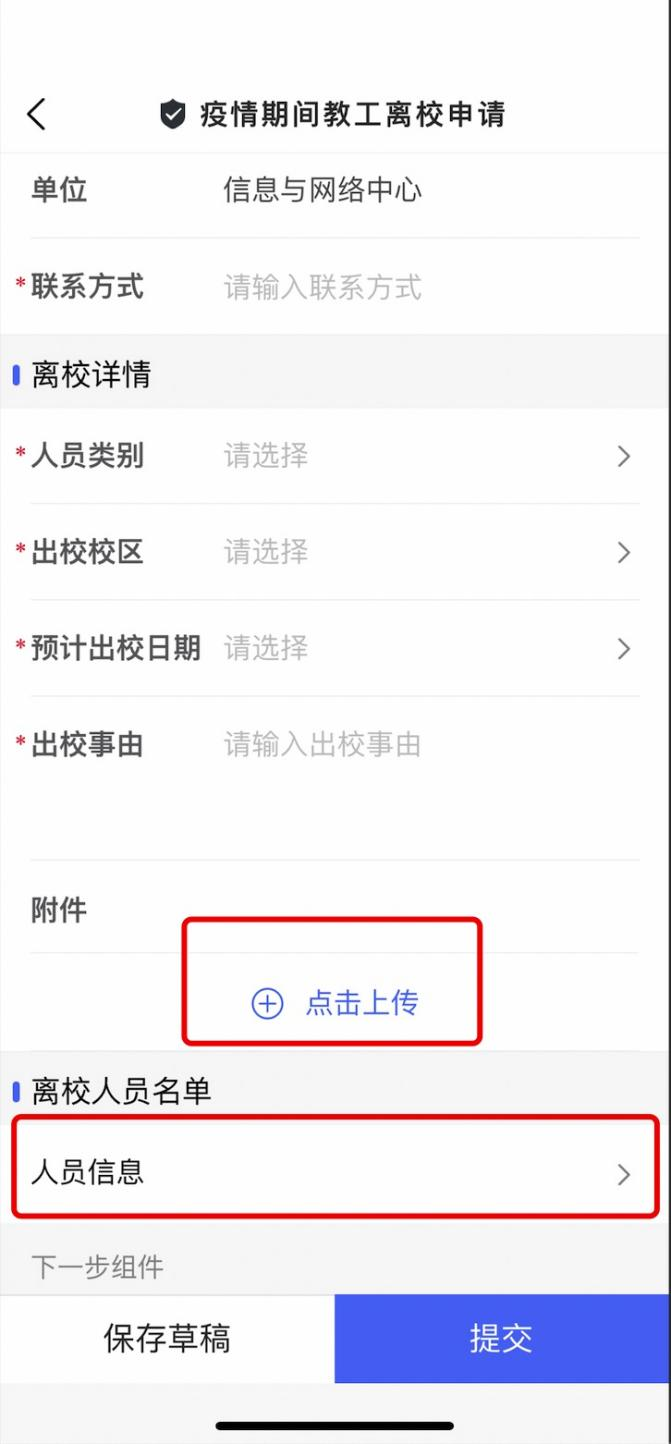 疫情期间教工离校申请
单位 信息与网络中心
*联系方式 请输入联系方式
离校详情
*人员类别 请选择
*出校校区 请选择
*预计出校日期 请选择
*出校事由 请输入出校事由
附件
点击上传
离校人员名单
人员信息
下一步组件
保存草稿 提交